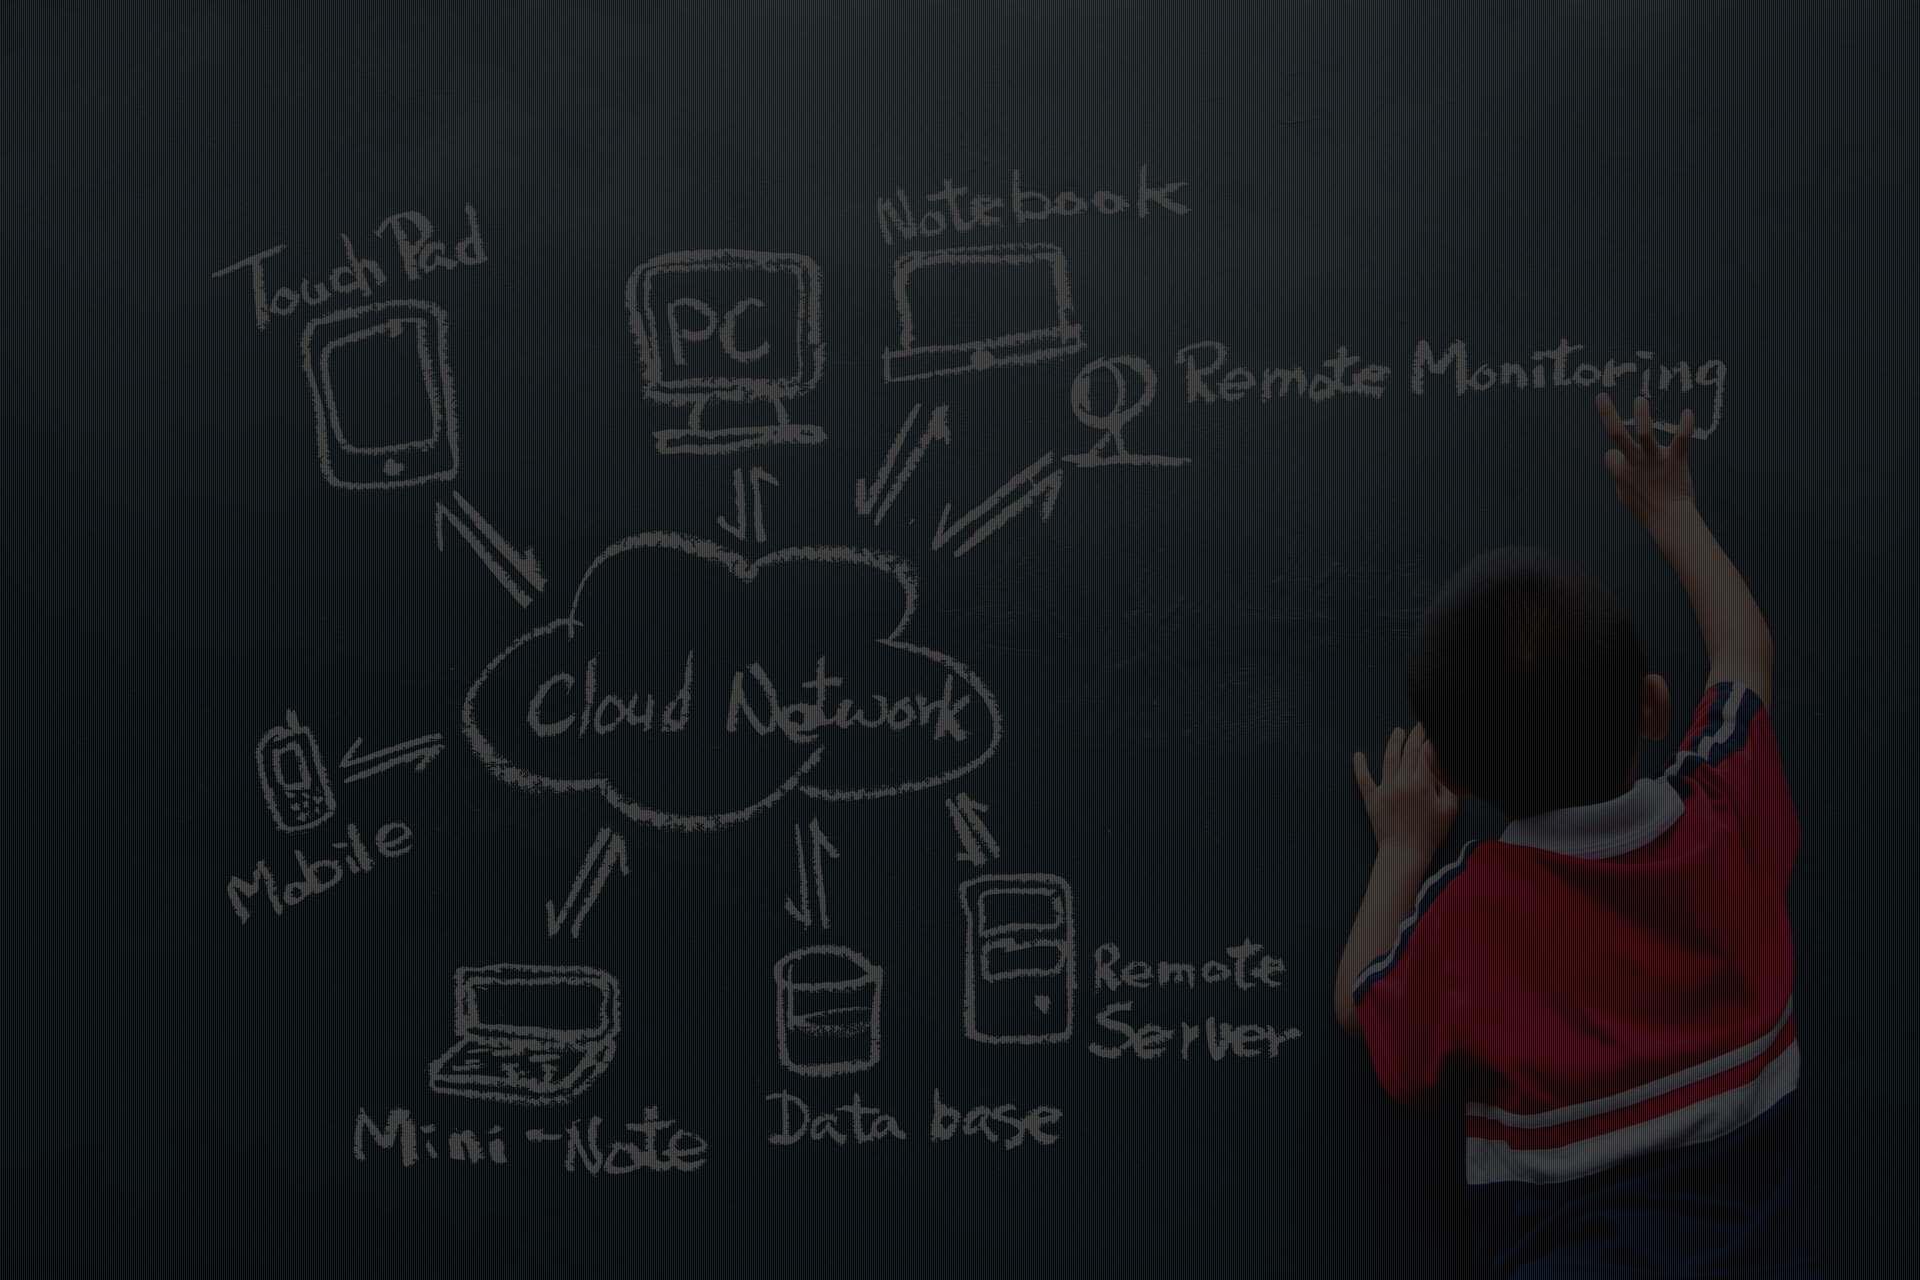 Touch Pad
PC
Notebook
Remote Monitoring
Cloud Network
Mobile
Mini-Note
Data base
Remote
Server